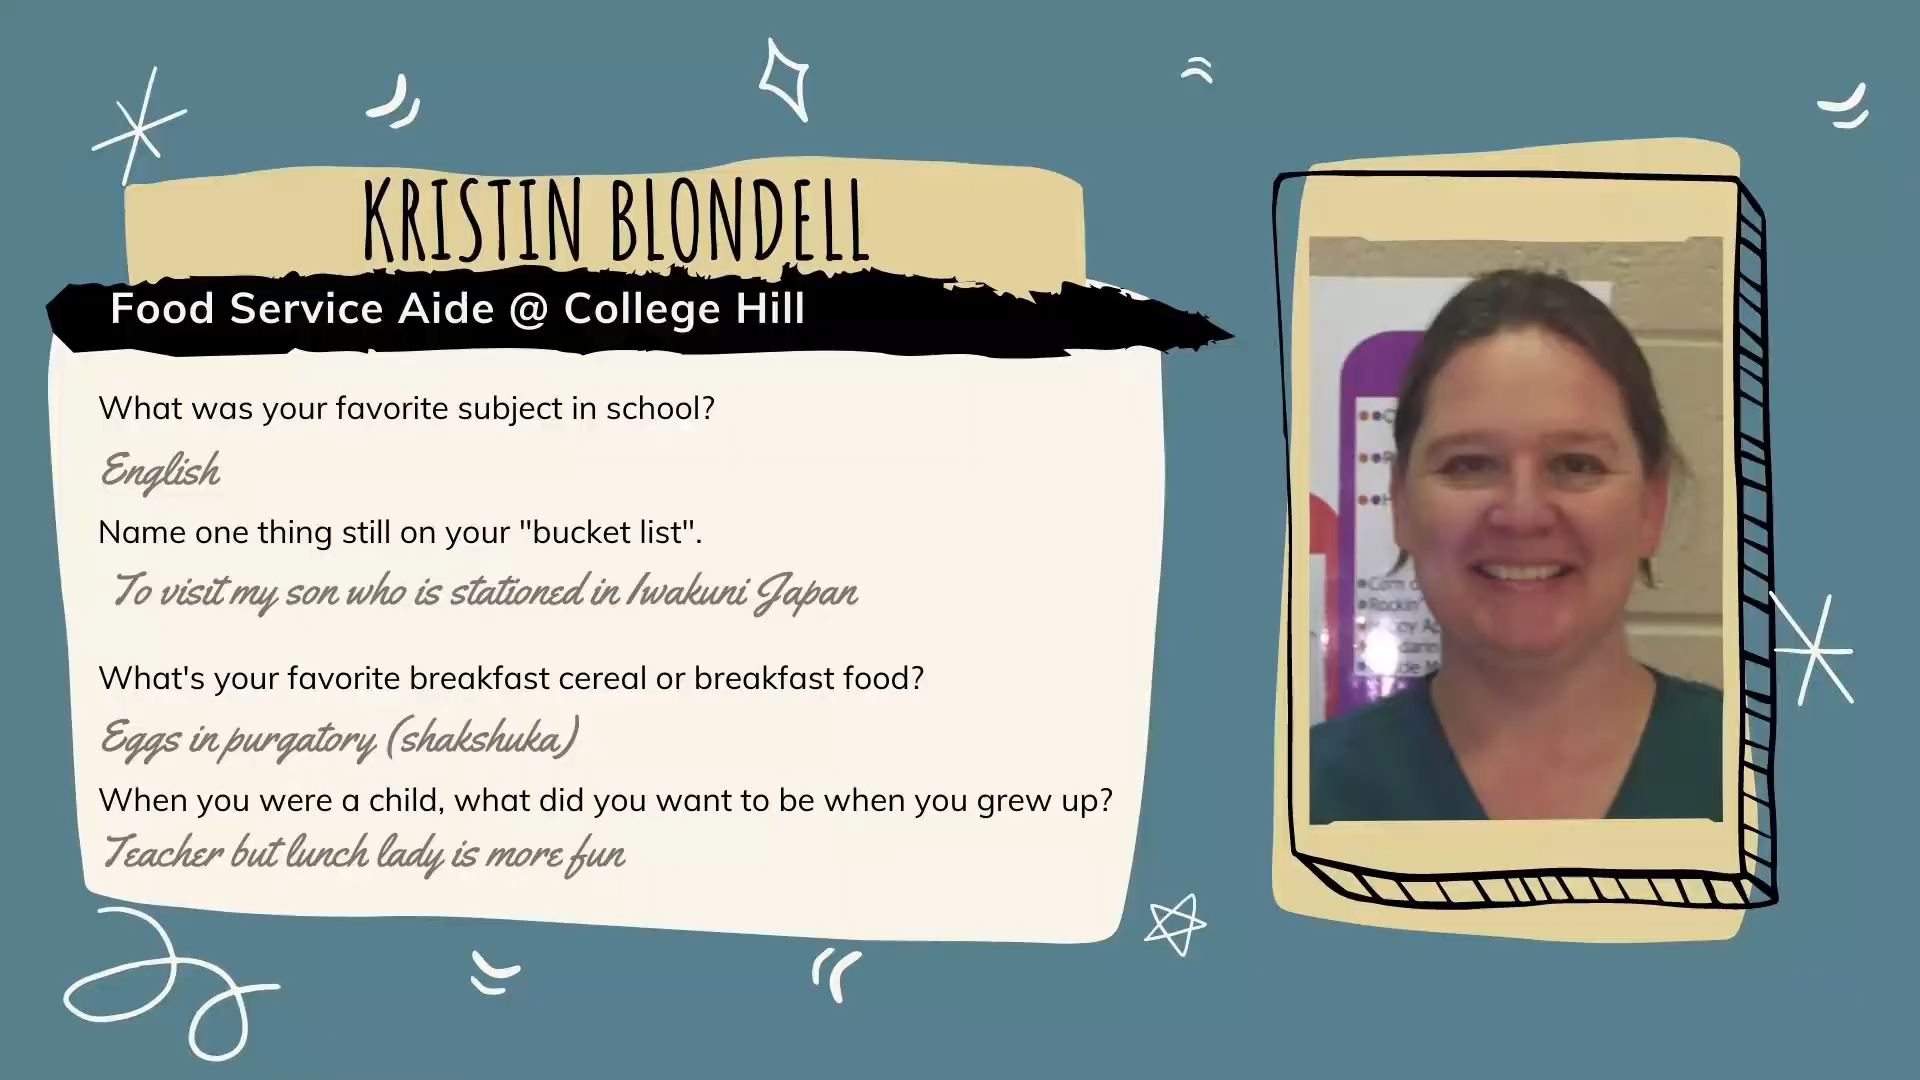 KRISTIN BLONDELL
Food Service Aide @ College Hill
What was your favorite subject in school?
English
Name one thing still on your "bucket list".
To visit my son who is stationed in Iwakuni Japan
What's your favorite breakfast cereal or breakfast food?
Eggs in purgatory (shakshuka)
When you were a child, what did you want to be when you grew up?
Teacher but lunch lady is more fun